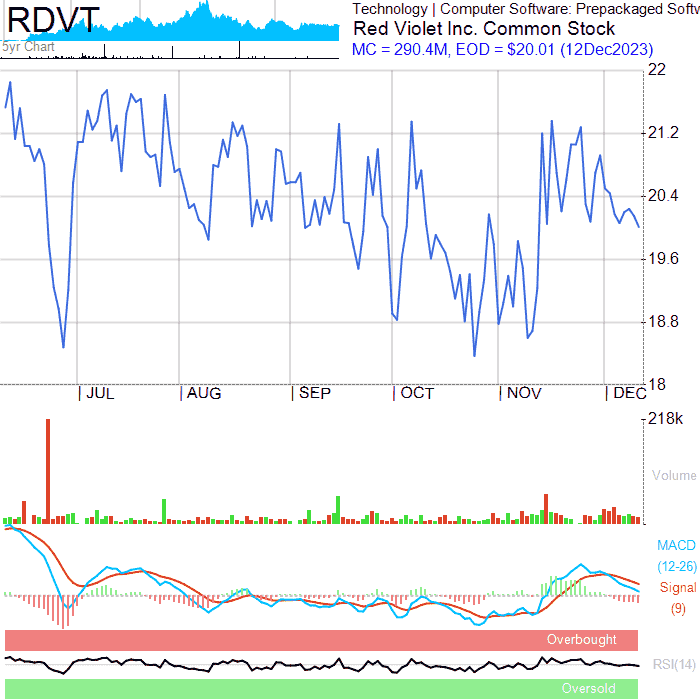 RDVT
5yr Chart
Technology | Computer Software: Prepackaged Softw
Red Violet Inc. Common Stock
MC = 290.4M, EOD = $20.01 (12Dec2023)
22
21.2
20.4
19.6
18.8
18
| JUL | AUG | SEP | OCT | NOV | DEC
218k
Volume
MACD
(12-26)
Signal
(9)
Overbought
RSI(14)
Oversold